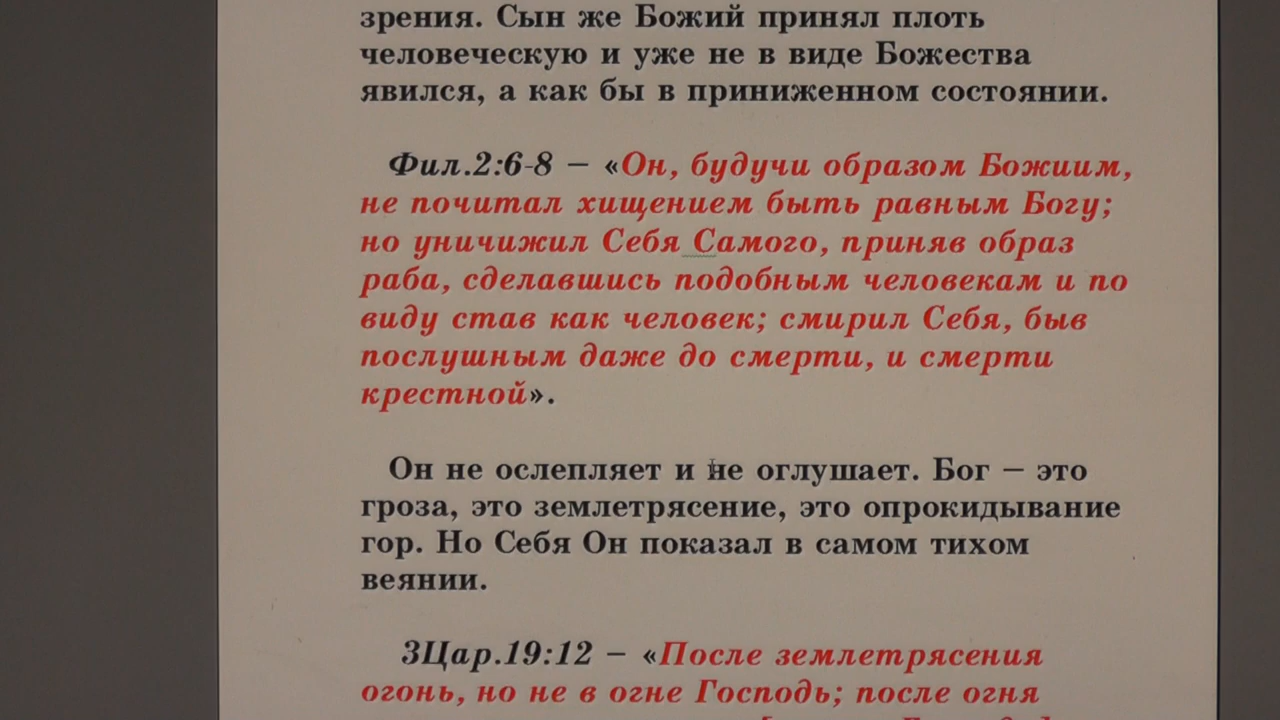 зрения. Сын же Божий принял плоть
человеческую и уже не в виде Божества
явился, а как бы в приниженном состоянии.
Фил.2:6-8 – «Он, будучи образом Божиим,
не почитал хищением быть равным Богу;
но уничижил Себя Самого, приняв образ
раба, сделавшись подобным человекам и по
виду став как человек; смирил Себя, быв
послушным даже до смерти, и смерти
крестной».
Он не ослепляет и не оглушает. Бог – это
гроза, это землетрясение, это опрокидывание
гор. Но Себя Он показал в самом тихом
веянии.
3Цар.19:12 – «После землетрясения
огонь, но не в огне Господь; после огня